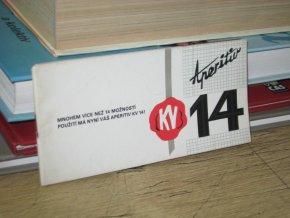 Aperitiv
MNOHEM VÍCE NEŽ 14 MOŽNOSTÍ
POUŽITÍ MÁ NYNÍ VÁŠ APERITIV KV 14!
KV
14